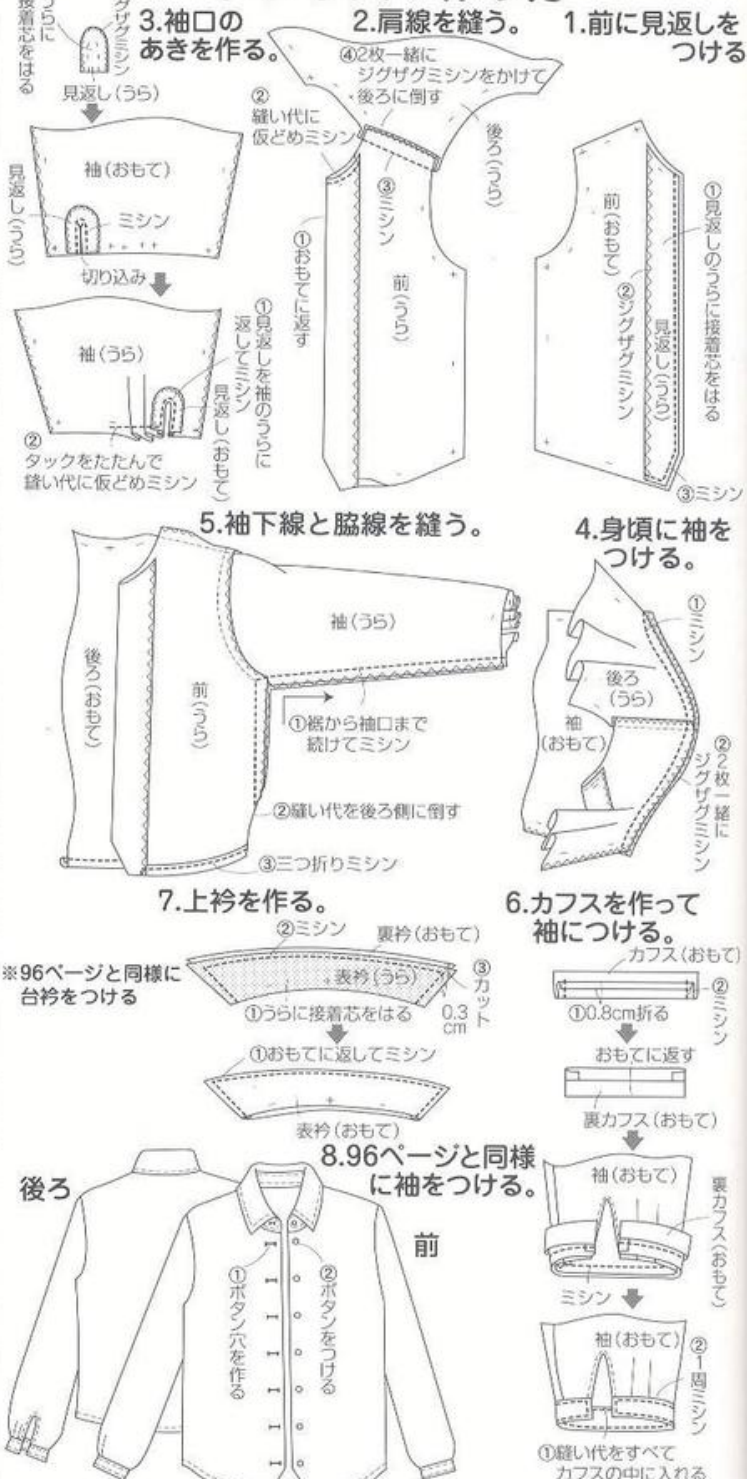 1.前に見返しを
つける
①見返しのうらに接着芯をはる
前(おもて)
②ジグザグミシン
見返し(うら)
③ミシン
2.肩線を縫う。
④2枚一緒に
ジグザグミシンをかけて
後ろに倒す
②
縫い代に
仮どめミシン
後ろ(うら)
③ミシン
①おもてに返す
前(うら)
3.袖口の
あきを作る。
うらに
接着芯をはる
グザグミシン
見返し(うら)
袖(おもて)
見返し(うら)
ミシン
切り込み
①見返しを袖のうらに
返してミシン
袖(うら)
見返し(おもて)
②
タックをたたんで
縫い代に仮どめミシン
4.身頃に袖を
つける。
①ミシン
後ろ
(うら)
袖
(おもて)
②2枚一緒に
ジグザグミシン
5.袖下線と脇線を縫う。
袖(うら)
後ろ(おもて)
前(うら)
①裾から袖口まで
続けてミシン
②縫い代を後ろ側に倒す
③三つ折りミシン
6.カフスを作って
袖につける。
カフス(おもて)
②ミシン
①0.8cm折る
おもてに返す
裏カフス(おもて)
袖(おもて)
裏カフス(おもて)
ミシン
袖(おもて)
②1周ミシン
①縫い代をすべて
カフスの中に入れる
7.上衿を作る。
②ミシン
裏衿(おもて)
※96ページと同様に
台衿をつける
表衿(うら)
③カット
①うらに接着芯をはる
0.3
cm
①おもてに返してミシン
表衿(おもて)
8.96ページと同様
に袖をつける。
後ろ
前
①ボタン穴を作る
②ボタンをつける